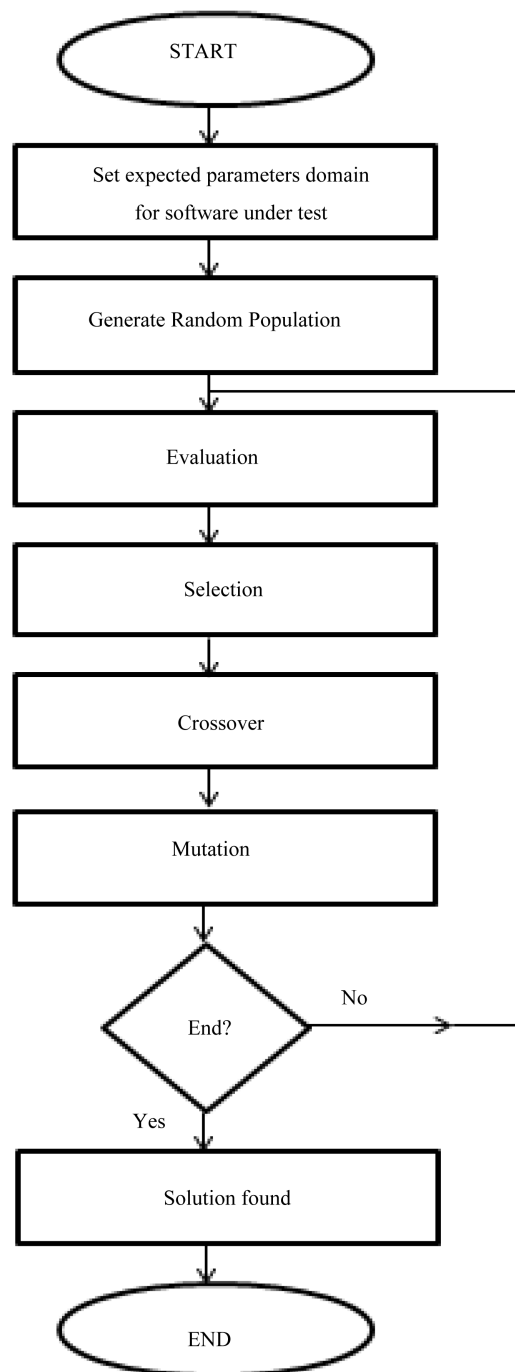 START
Set expected parameters domain
for software under test
Generate Random Population
Evaluation
Selection
Crossover
Mutation
End?
No
Yes
Solution found
END